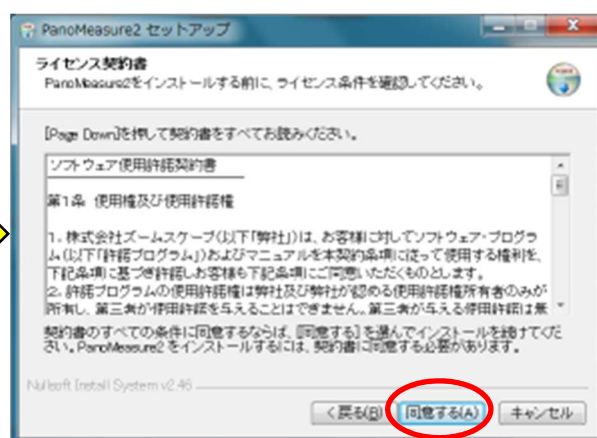 PanoMeasure2 セットアップ
ライセンス契約書
PanoMeasure2をインストールする前に、ライセンス条件を確認してください。
[Page Down]を押して契約書をすべてお読みください。
ソフトウェア使用許諾契約書
第1条 使用権及び使用許諾権
1. 株式会社ズームスケープ(以下「弊社」)は、お客様に対してソフトウェア・プログラ
ム(以下「許諾プログラム」)およびマニュアルを本契約条項に従って使用する権利を、
下記条項に基づき許諾しお客様も下記条項にご同意いただくものとします。
2. 許諾プログラムの使用許諾権は弊社及び弊社が認める使用許諾権所有者のみが
所有し、第三者が使用許諾を与えることはできません。第三者が与える使用許諾は無
契約書のすべての条件に同意するならば、[同意する] を選んでインストールを続けてくだ
さい。PanoMeasure2 をインストールするには、契約書に同意する必要があります。
Nullsoft Install System v2.46
< 戻る(B)
同意する(A)
キャンセル